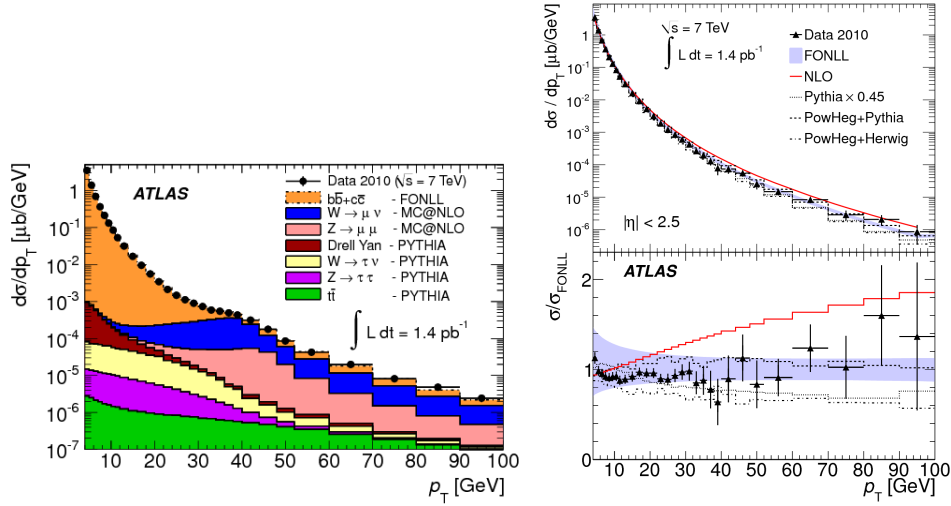 dσ/dp_T [μb/GeV]
1
10⁻¹
10⁻²
10⁻³
10⁻⁴
10⁻⁵
10⁻⁶
10⁻⁷
ATLAS
Data 2010 (√s = 7 TeV)
bb̄+cc̄ - FONLL
W → μ ν - MC@NLO
Z → μ μ - MC@NLO
Drell Yan - PYTHIA
W → τ ν - PYTHIA
Z → τ τ - PYTHIA
tt̄ - PYTHIA
∫ L dt = 1.4 pb⁻¹
10 20 30 40 50 60 70 80 90 100
p_T [GeV]
dσ / dp_T [μb/GeV]
1
10⁻¹
10⁻²
10⁻³
10⁻⁴
10⁻⁵
10⁻⁶
√s = 7 TeV
∫ L dt = 1.4 pb⁻¹
Data 2010
FONLL
NLO
Pythia × 0.45
PowHeg+Pythia
PowHeg+Herwig
|η| < 2.5
σ/σ_FONLL
2
1
0
ATLAS
10 20 30 40 50 60 70 80 90 100
p_T [GeV]